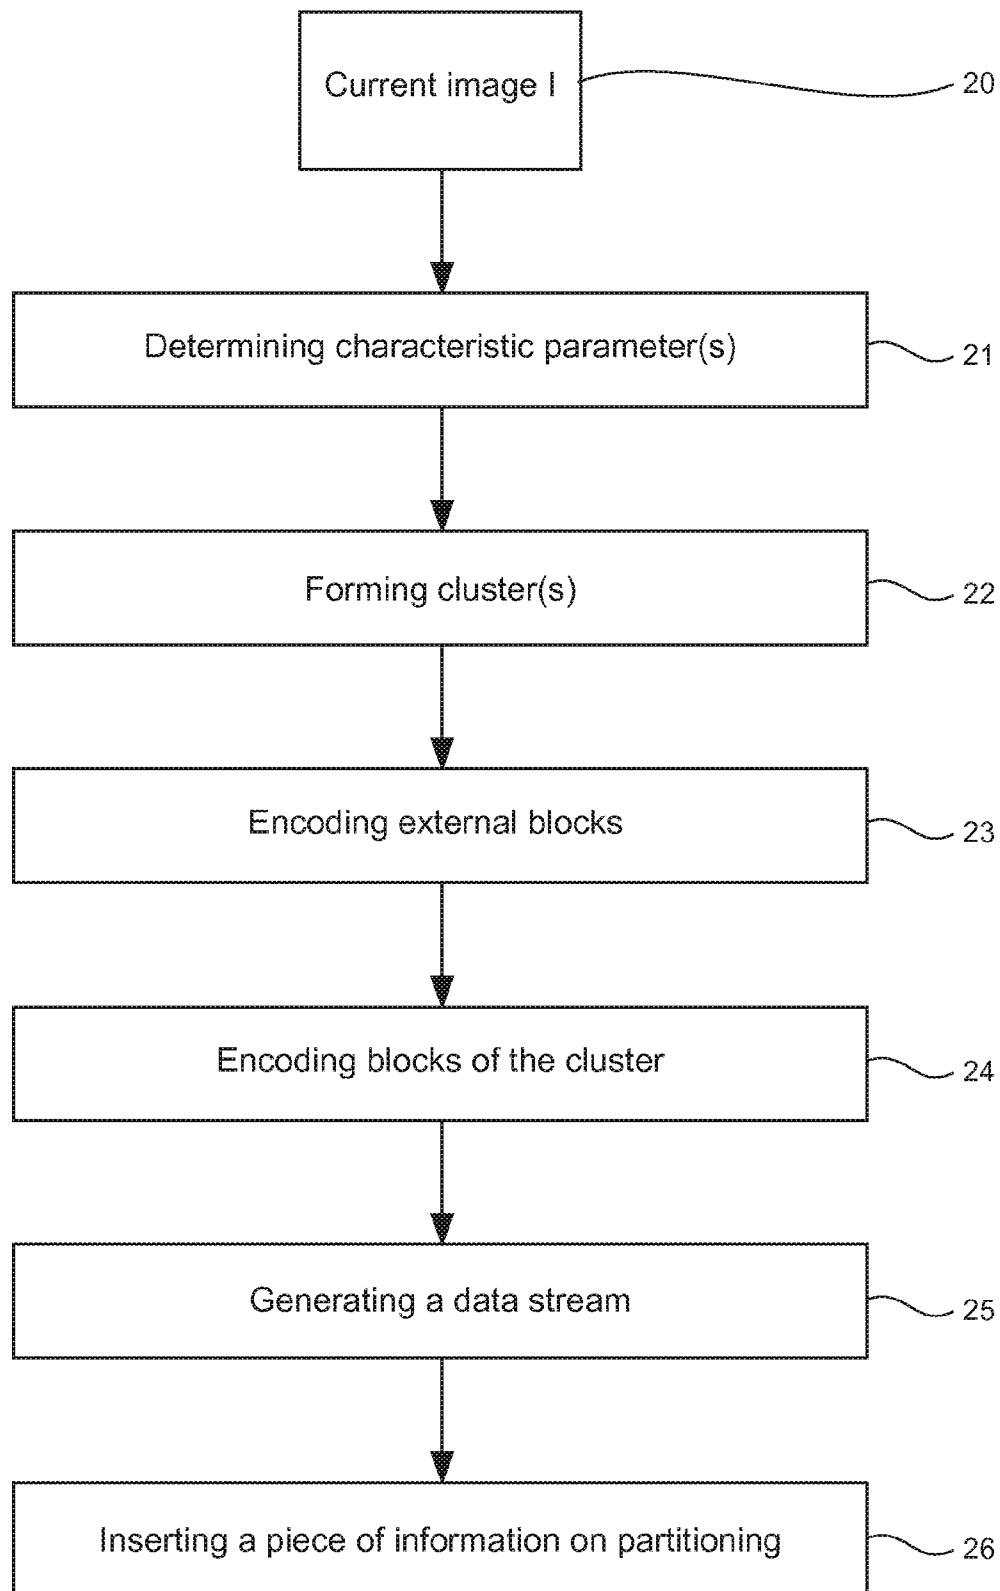 Current image I
20
Determining characteristic parameter(s)
21
Forming cluster(s)
22
Encoding external blocks
23
Encoding blocks of the cluster
24
Generating a data stream
25
Inserting a piece of information on partitioning
26